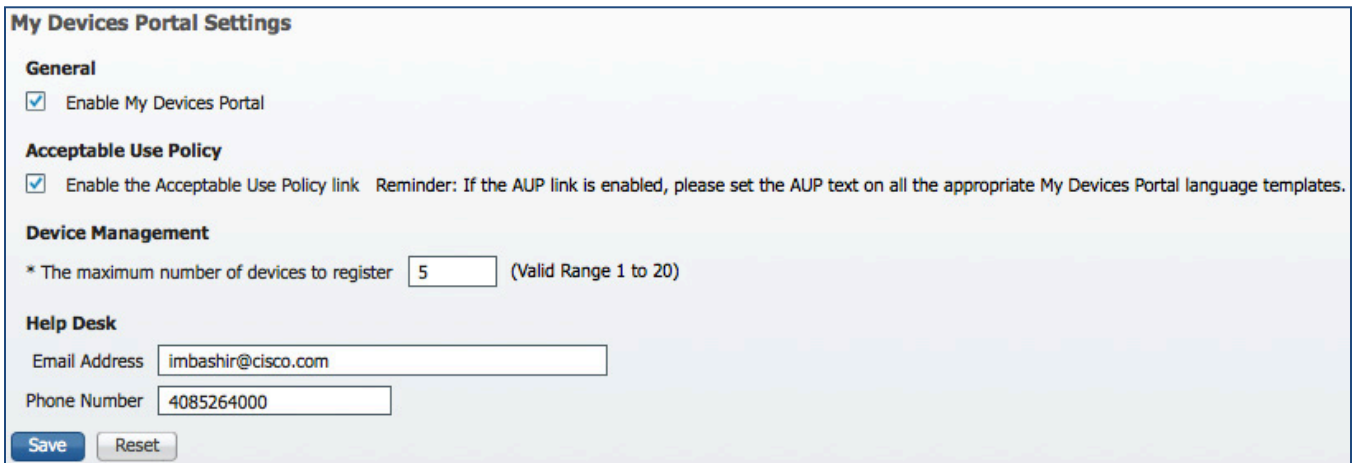 My Devices Portal Settings
General
Enable My Devices Portal
Acceptable Use Policy
Enable the Acceptable Use Policy link Reminder: If the AUP link is enabled, please set the AUP text on all the appropriate My Devices Portal language templates.
Device Management
* The maximum number of devices to register 5 (Valid Range 1 to 20)
Help Desk
Email Address imbashir@cisco.com
Phone Number 4085264000
Save Reset